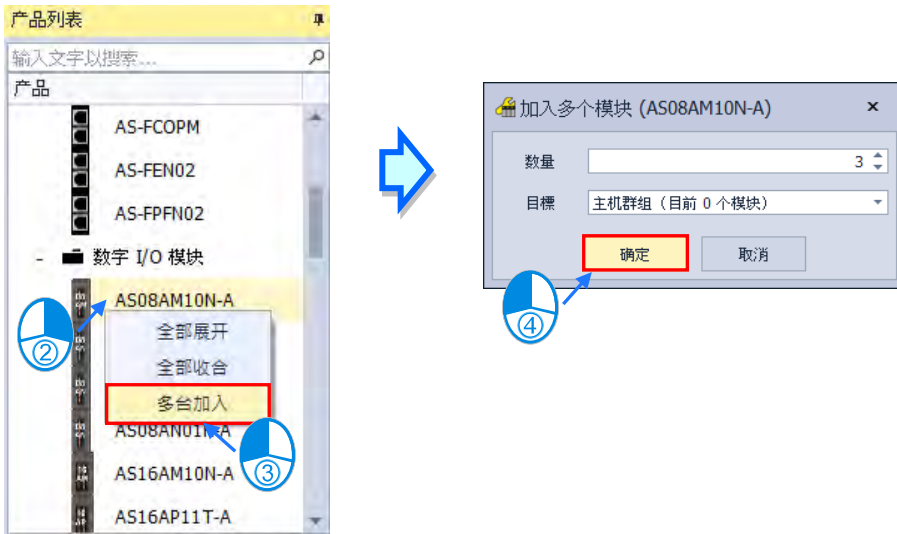 产品列表
输入文字以搜索...
产品
AS-FCOPM
AS-FEN02
AS-FPFN02
- 数字 I/O 模块
AS08AM10N-A
②
全部展开
全部收合
多台加入
AS08AN01P-A
③
AS16AM10N-A
AS16AP11T-A
加入多个模块 (AS08AM10N-A)
数量
3
目標
主机群组（目前 0 个模块）
确定
取消
④